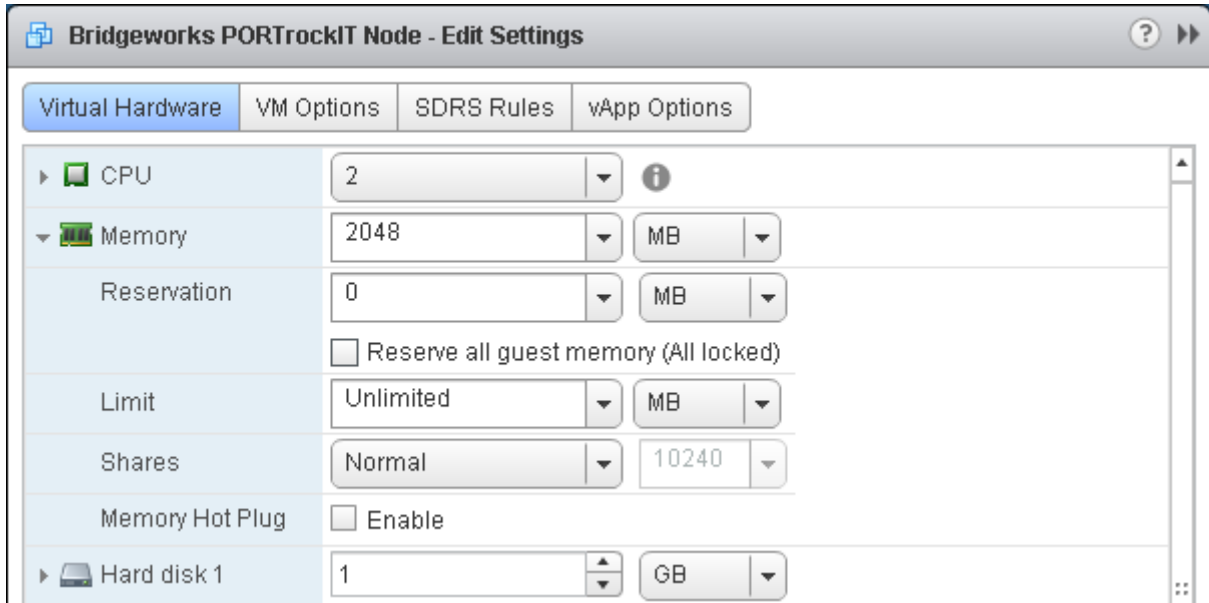 Bridgeworks PORTrockIT Node - Edit Settings ?
Virtual Hardware VM Options SDRS Rules vApp Options
CPU 2 i
Memory 2048 MB
Reservation 0 MB
Reserve all guest memory (All locked)
Limit Unlimited MB
Shares Normal 10240
Memory Hot Plug Enable
Hard disk 1 1 GB